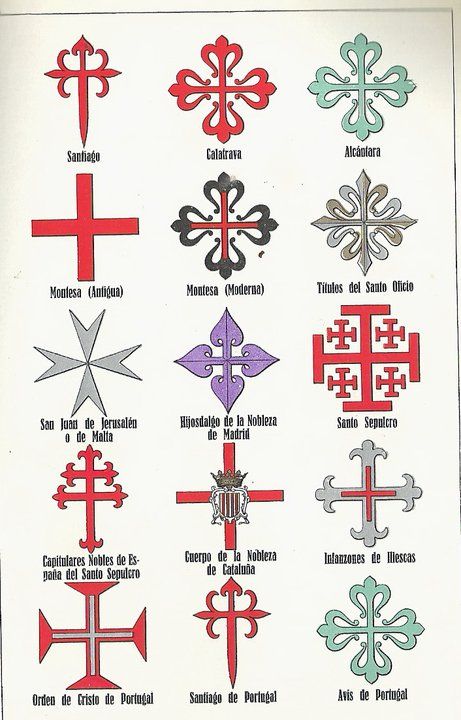 Santiago
Calatrava
Alcántara
Montesa (Antigua)
Montesa (Moderna)
Títulos del Santo Oficio
San Juan de Jerusalén
o de Malta
Hijosdalgo de la Nobleza
de Madrid
Santo Sepulcro
Capitulares Nobles de Es-
paña del Santo Sepulcro
Cuerpo de la Nobleza
de Cataluña
Infanzones de Illescas
Orden de Cristo de Portugal
Santiago de Portugal
Avis de Portugal